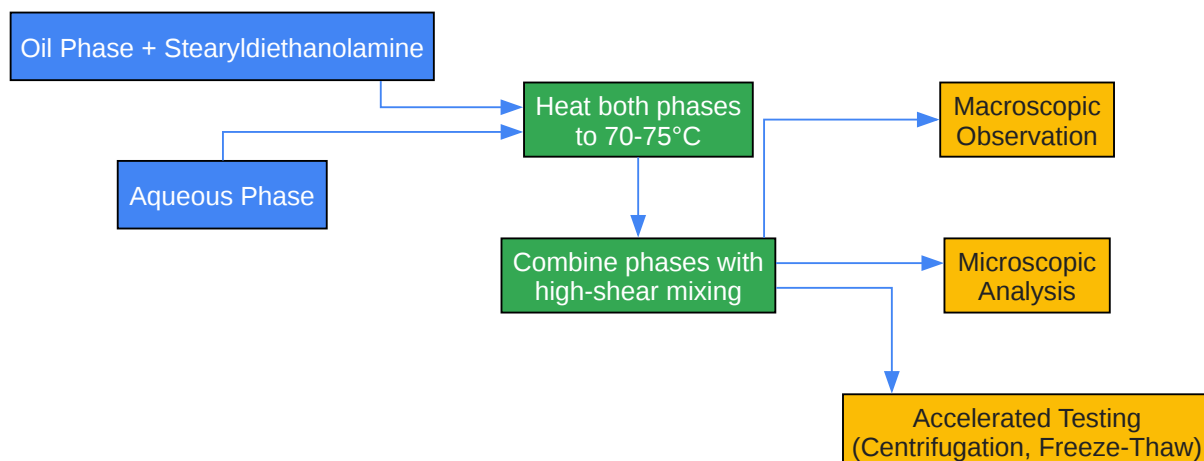 Oil Phase + Stearyldiethanolamine
Aqueous Phase
Heat both phases
to 70-75°C
Combine phases with
high-shear mixing
Macroscopic
Observation
Microscopic
Analysis
Accelerated Testing
(Centrifugation, Freeze-Thaw)